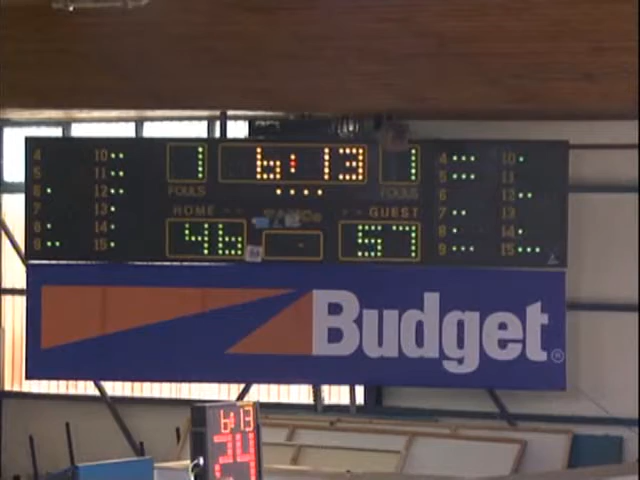 4 10 1 6:13 1 4 10
5 11 5 11
6 12 FOULS FOULS 6 12
7 13 HOME GUEST 7 13
8 14 46 57 8 14
9 15 9 15
Budget®
6:13
24